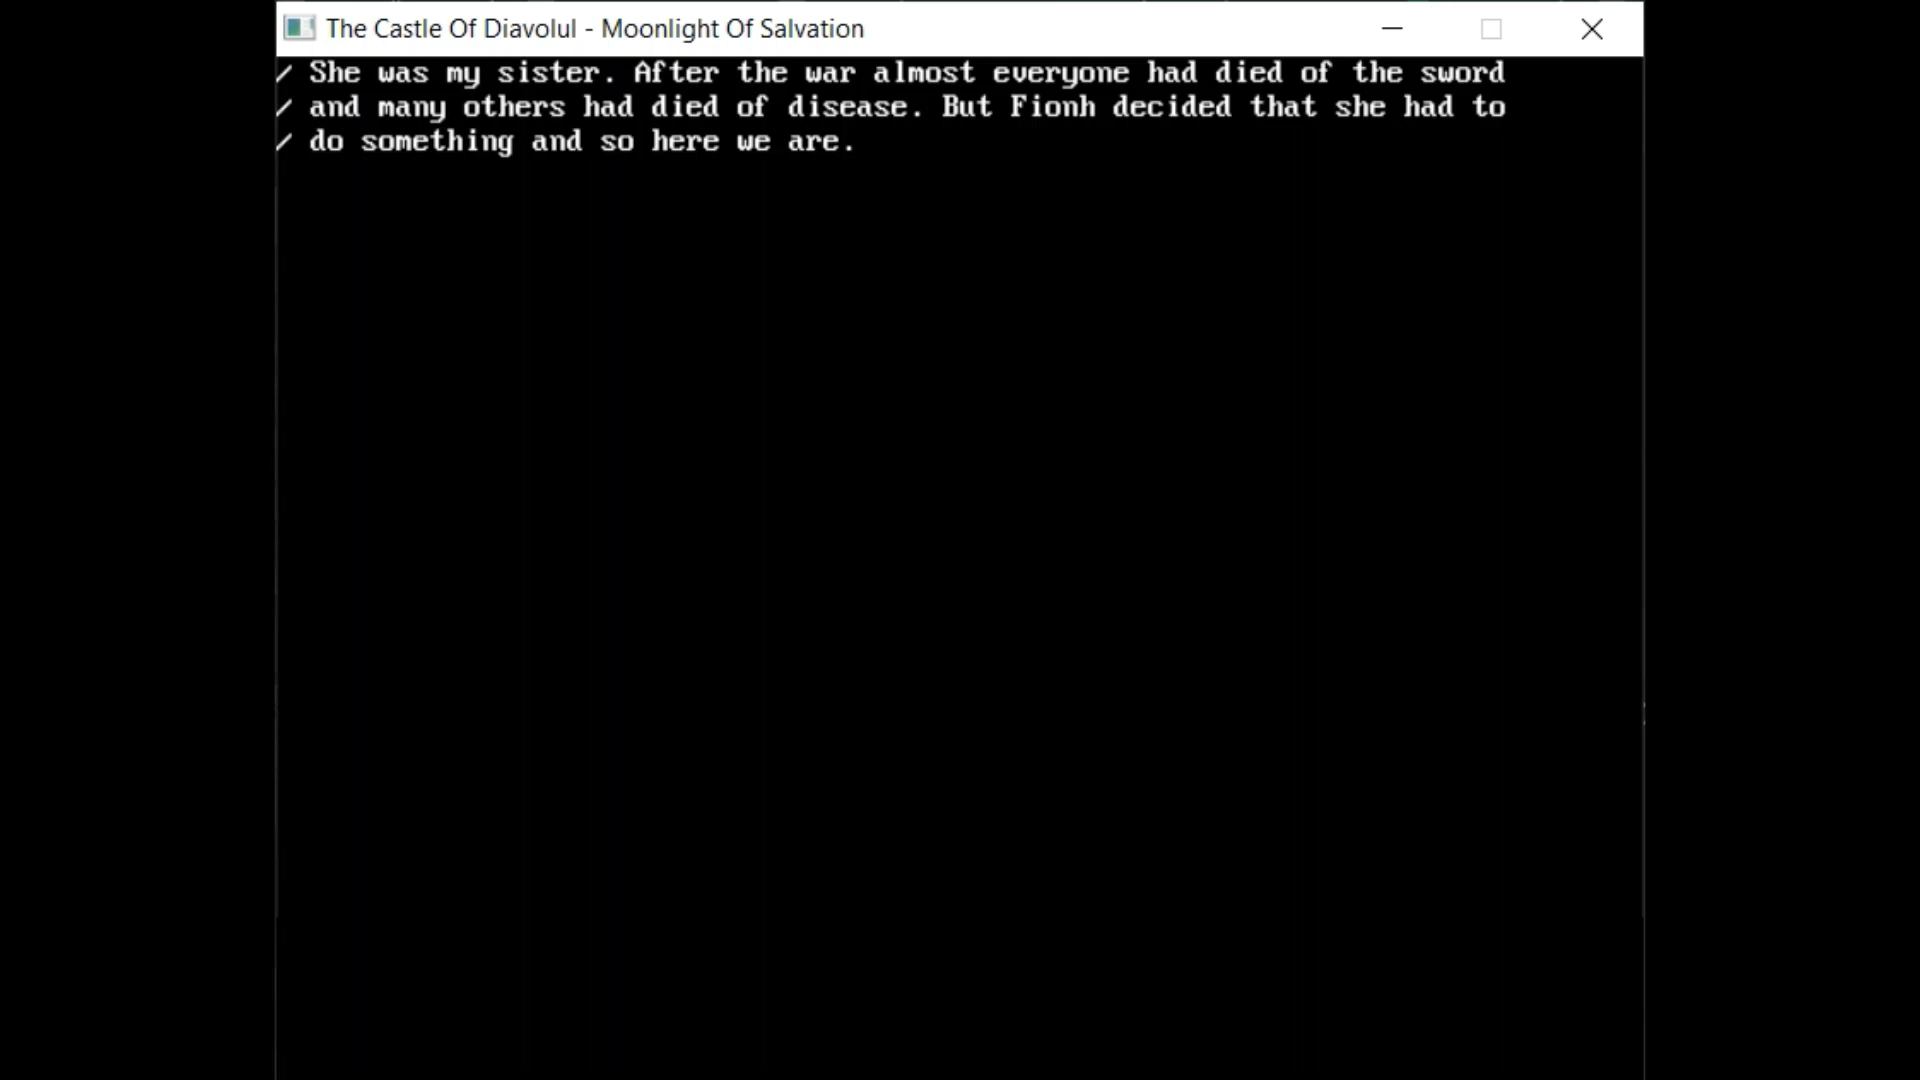 The Castle Of Diavolul - Moonlight Of Salvation
/ She was my sister. After the war almost everyone had died of the sword
/ and many others had died of disease. But Fionh decided that she had to
/ do something and so here we are.